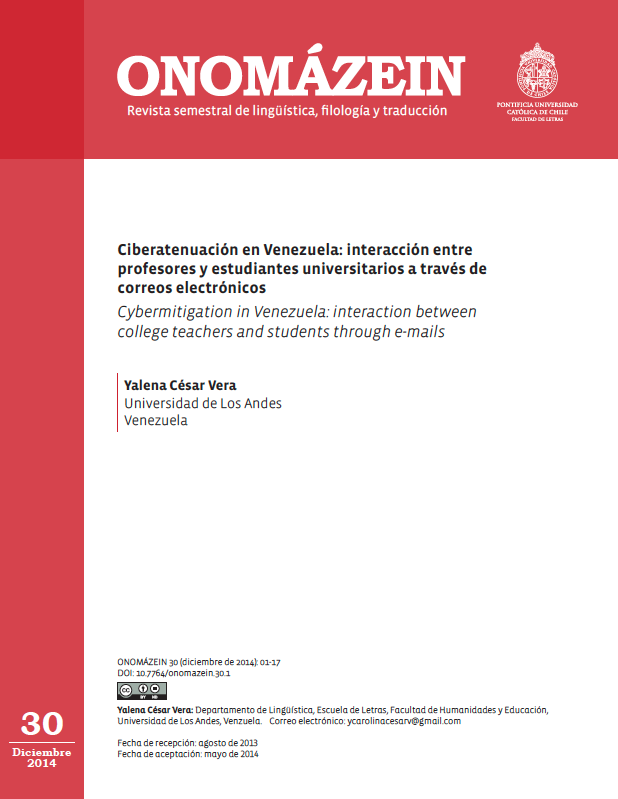 ONOMÁZEIN
Revista semestral de lingüística, filología y traducción
PONTIFICIA UNIVERSIDAD
CATÓLICA DE CHILE
FACULTAD DE LETRAS
Ciberatenuación en Venezuela: interacción entre
profesores y estudiantes universitarios a través de
correos electrónicos
Cybermitigation in Venezuela: interaction between
college teachers and students through e-mails
Yalena César Vera
Universidad de Los Andes
Venezuela
ONOMÁZEIN 30 (diciembre de 2014): 01-17
DOI: 10.7764/onomazein.30.1
cc BY ND
Yalena César Vera: Departamento de Lingüística, Escuela de Letras, Facultad de Humanidades y Educación,
Universidad de Los Andes, Venezuela. Correo electrónico: ycarolinacesarv@gmail.com
Fecha de recepción: agosto de 2013
Fecha de aceptación: mayo de 2014
30
Diciembre
2014